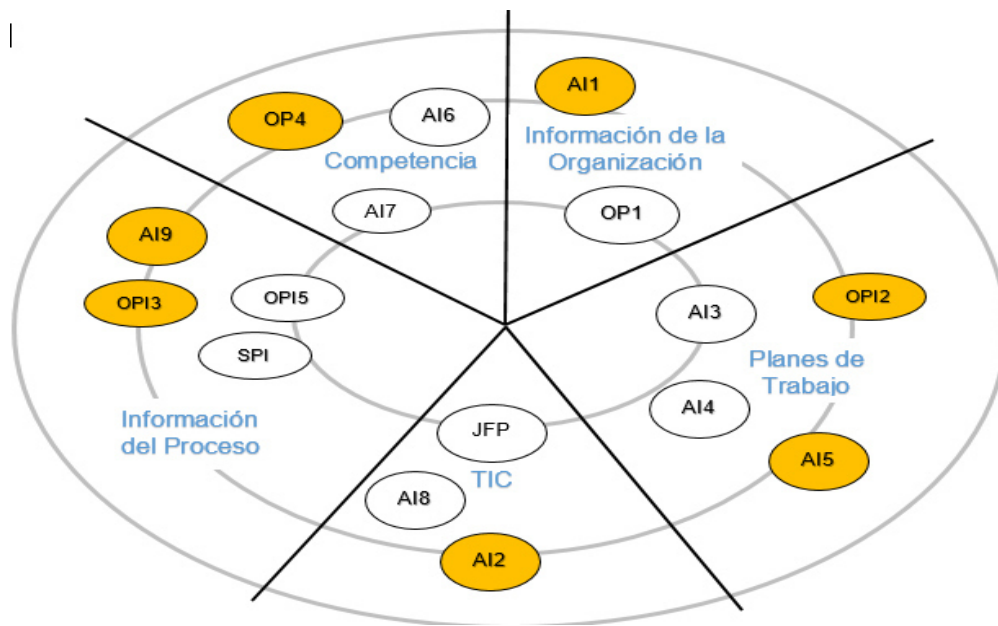 AI1
OP4
AI6
Información de la
Organización
Competencia
AI7
OP1
AI9
OPI3
OPI5
SPI
OPI2
AI3
Planes de
Trabajo
AI4
AI5
Información
del Proceso
JFP
TIC
AI8
AI2